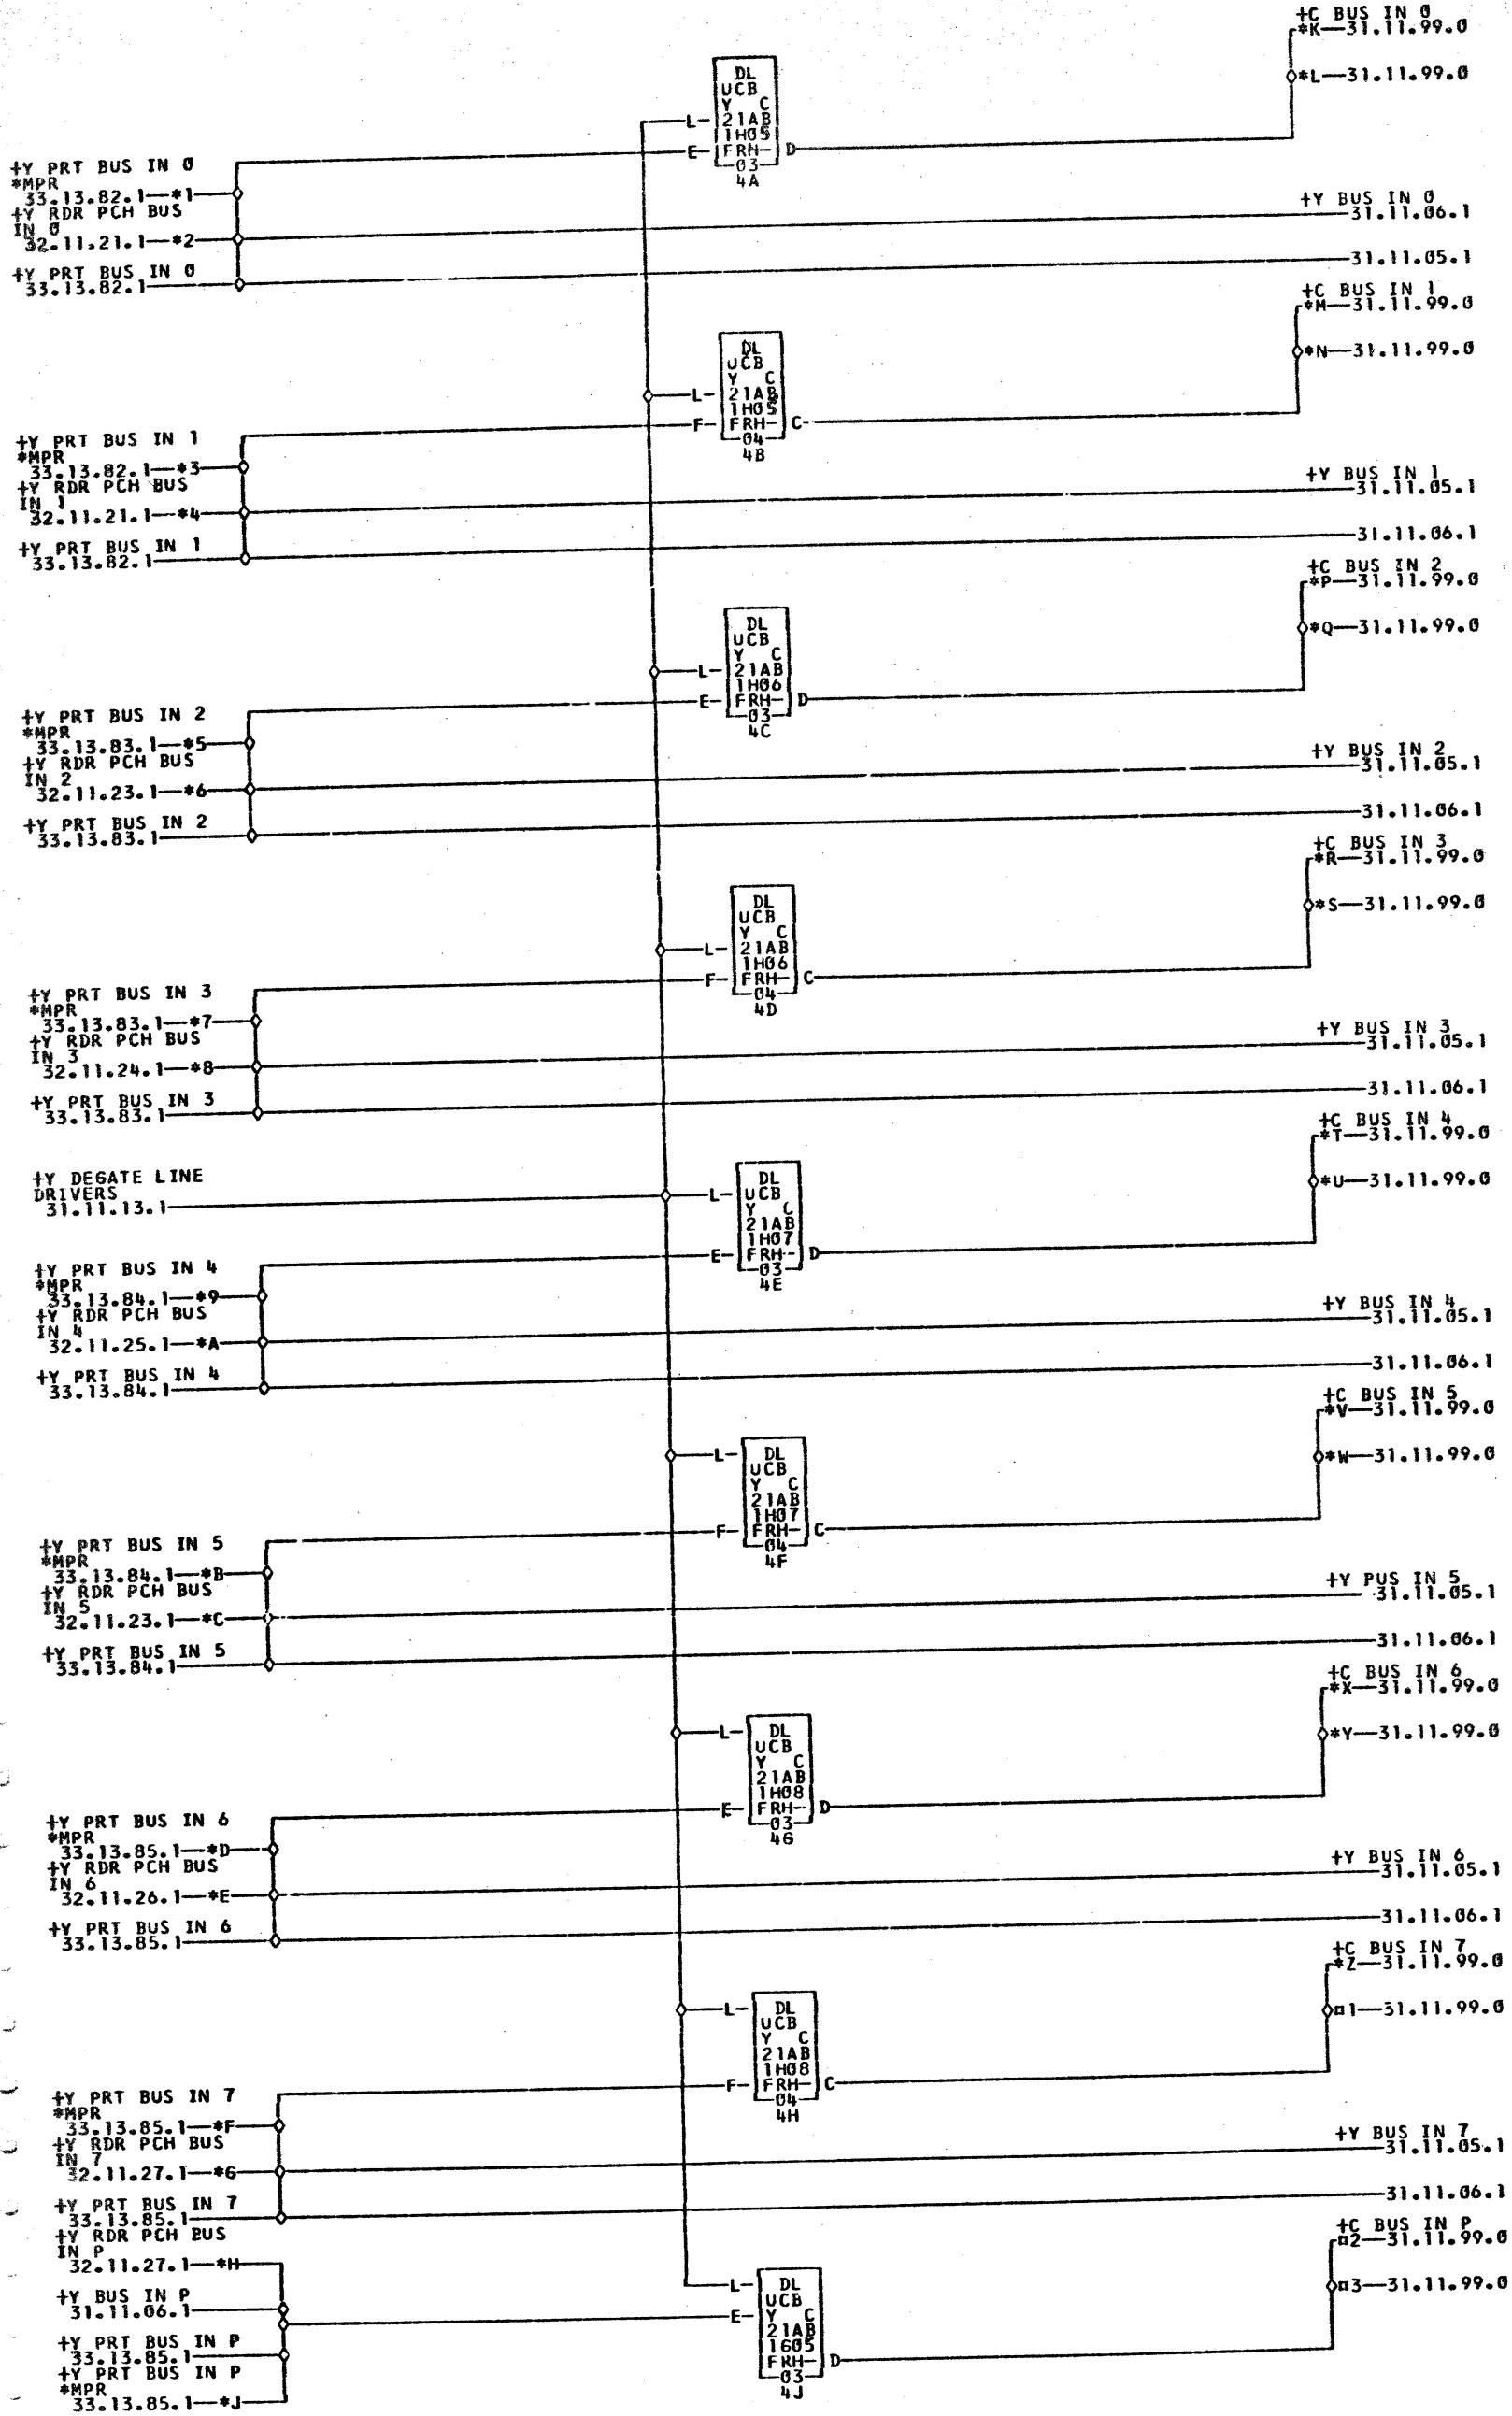 +C BUS IN 0
*K—31.11.99.0
*L—31.11.99.0
DL
UCB
Y C
L— 21AB
1H05
E— FRH— D
03
4A
+Y PRT BUS IN 0
*MPR
33.13.82.1—*1
+Y RDR PCH BUS
IN 0
32.11.21.1—*2
+Y PRT BUS IN 0
33.13.82.1
+Y BUS IN 0
31.11.06.1
31.11.05.1
+C BUS IN 1
*M—31.11.99.0
*N—31.11.99.0
DL
UCB
Y C
L— 21AB
1H05
F— FRH— C
04
4B
+Y PRT BUS IN 1
*MPR
33.13.82.1—*3
+Y RDR PCH BUS
IN 1
32.11.21.1—*4
+Y PRT BUS IN 1
33.13.82.1
+Y BUS IN 1
31.11.05.1
31.11.06.1
+C BUS IN 2
*P—31.11.99.0
*Q—31.11.99.0
DL
UCB
Y C
L— 21AB
1H06
E— FRH— D
03
4C
+Y PRT BUS IN 2
*MPR
33.13.83.1—*5
+Y RDR PCH BUS
IN 2
32.11.23.1—*6
+Y PRT BUS IN 2
33.13.83.1
+Y BUS IN 2
31.11.05.1
31.11.06.1
+C BUS IN 3
*R—31.11.99.0
*S—31.11.99.0
DL
UCB
Y C
L— 21AB
1H06
F— FRH— C
04
4D
+Y PRT BUS IN 3
*MPR
33.13.83.1—*7
+Y RDR PCH BUS
IN 3
32.11.24.1—*8
+Y PRT BUS IN 3
33.13.83.1
+Y BUS IN 3
31.11.05.1
31.11.06.1
+C BUS IN 4
*T—31.11.99.0
*U—31.11.99.0
+Y DEGATE LINE
DRIVERS
31.11.13.1
DL
L— UCB
Y C
21AB
1H07
E— FRH— D
03
4E
+Y PRT BUS IN 4
*MPR
33.13.84.1—*9
+Y RDR PCH BUS
IN 4
32.11.25.1—*A
+Y PRT BUS IN 4
33.13.84.1
+Y BUS IN 4
31.11.05.1
31.11.06.1
+C BUS IN 5
*V—31.11.99.0
*W—31.11.99.0
L— DL
UCB
Y C
21AB
1H07
F— FRH— C
04
4F
+Y PRT BUS IN 5
*MPR
33.13.84.1—*B
+Y RDR PCH BUS
IN 5
32.11.23.1—*C
+Y PRT BUS IN 5
33.13.84.1
+Y PUS IN 5
31.11.05.1
31.11.06.1
+C BUS IN 6
*X—31.11.99.0
*Y—31.11.99.0
L— DL
UCB
Y C
21AB
1H08
E— FRH— D
03
4G
+Y PRT BUS IN 6
*MPR
33.13.85.1—*D
+Y RDR PCH BUS
IN 6
32.11.26.1—*E
+Y PRT BUS IN 6
33.13.85.1
+Y BUS IN 6
31.11.05.1
31.11.06.1
+C BUS IN 7
*Z—31.11.99.0
¤1—31.11.99.0
L— DL
UCB
Y C
21AB
1H08
F— FRH— C
04
4H
+Y PRT BUS IN 7
*MPR
33.13.85.1—*F
+Y RDR PCH BUS
IN 7
32.11.27.1—*G
+Y PRT BUS IN 7
33.13.85.1
+Y BUS IN 7
31.11.05.1
31.11.06.1
+Y RDR PCH BUS
IN P
32.11.27.1—*H
+Y BUS IN P
31.11.06.1
+Y PRT BUS IN P
33.13.85.1
+Y PRT BUS IN P
*MPR
33.13.85.1—*J
L— DL
UCB
E— Y C
21AB
1G05
FRH— D
03
4J
+C BUS IN P
¤2—31.11.99.0
¤3—31.11.99.0